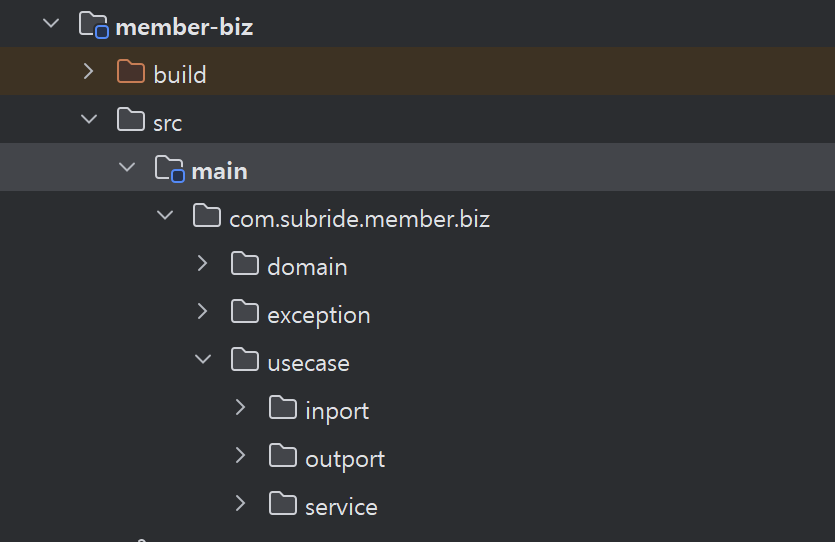 member-biz
build
src
main
com.subride.member.biz
domain
exception
usecase
inport
outport
service